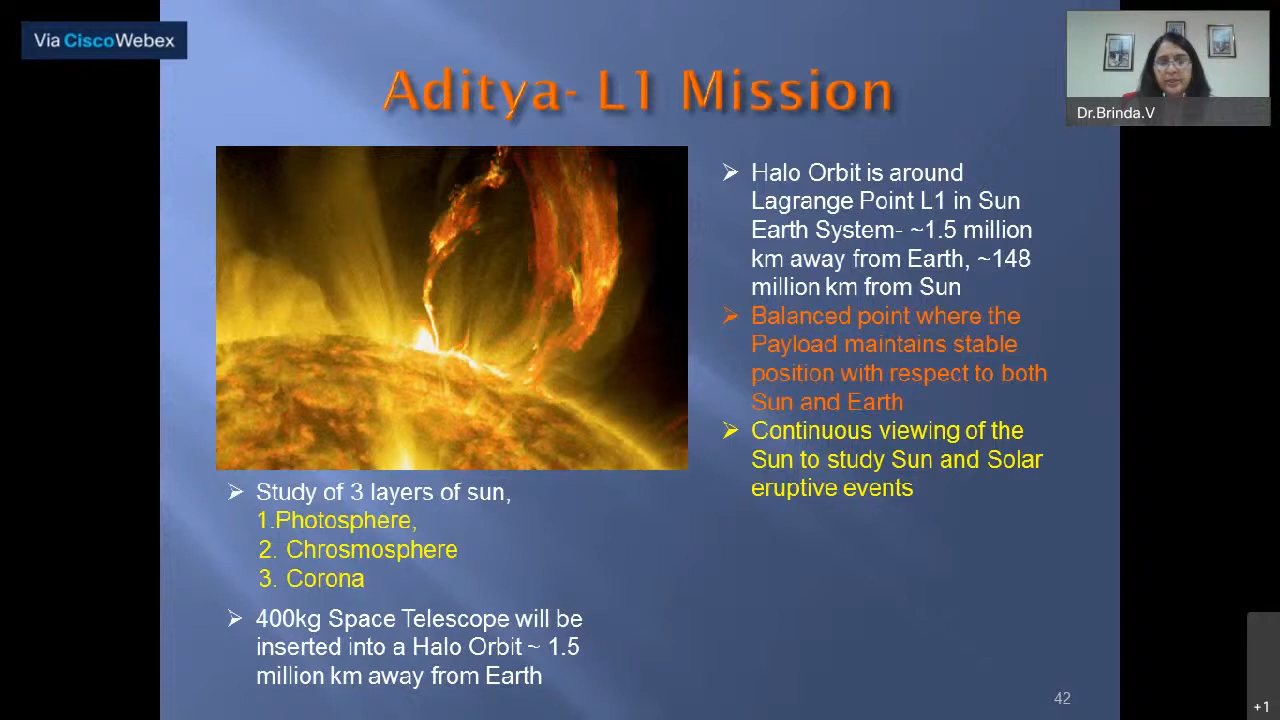 Via CiscoWebex
Aditya- L1 Mission
Dr.Brinda.V
➢ Halo Orbit is around
Lagrange Point L1 in Sun
Earth System- ~1.5 million
km away from Earth, ~148
million km from Sun
➢ Balanced point where the
Payload maintains stable
position with respect to both
Sun and Earth
➢ Continuous viewing of the
Sun to study Sun and Solar
eruptive events
➢ Study of 3 layers of sun,
1.Photosphere,
2. Chrosmosphere
3. Corona
➢ 400kg Space Telescope will be
inserted into a Halo Orbit ~ 1.5
million km away from Earth
42
+1